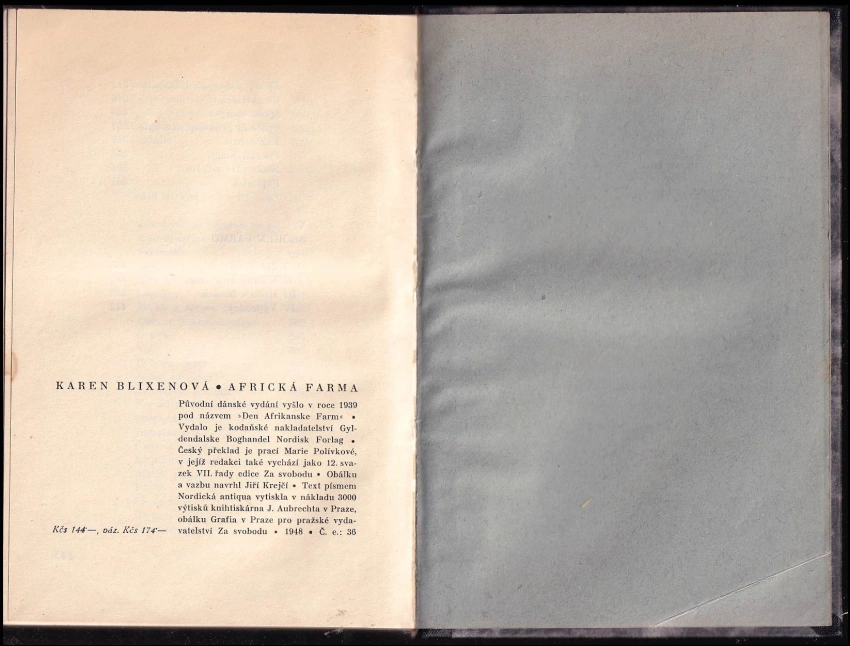 KAREN BLIXENOVÁ • AFRICKÁ FARMA
Původní dánské vydání vyšlo v roce 1939
pod názvem »Den Afrikanske Farm« •
Vydalo je kodaňské nakladatelství Gyl-
dendalske Boghandel Nordisk Forlag •
Český překlad je prací Marie Polívkové,
v jejíž redakci také vychází jako 12. sva-
zek VII. řady edice Za svobodu • Obálku
a vazbu navrhl Jiří Krejčí • Text písmem
Nordická antiqua vytiskla v nákladu 3000
výtisků knihtiskárna J. Aubrechta v Praze,
obálku Grafia v Praze pro pražské vyda-
Kčs 144·—, váz. Kčs 174·— vatelství Za svobodu • 1948 • Č. e.: 36